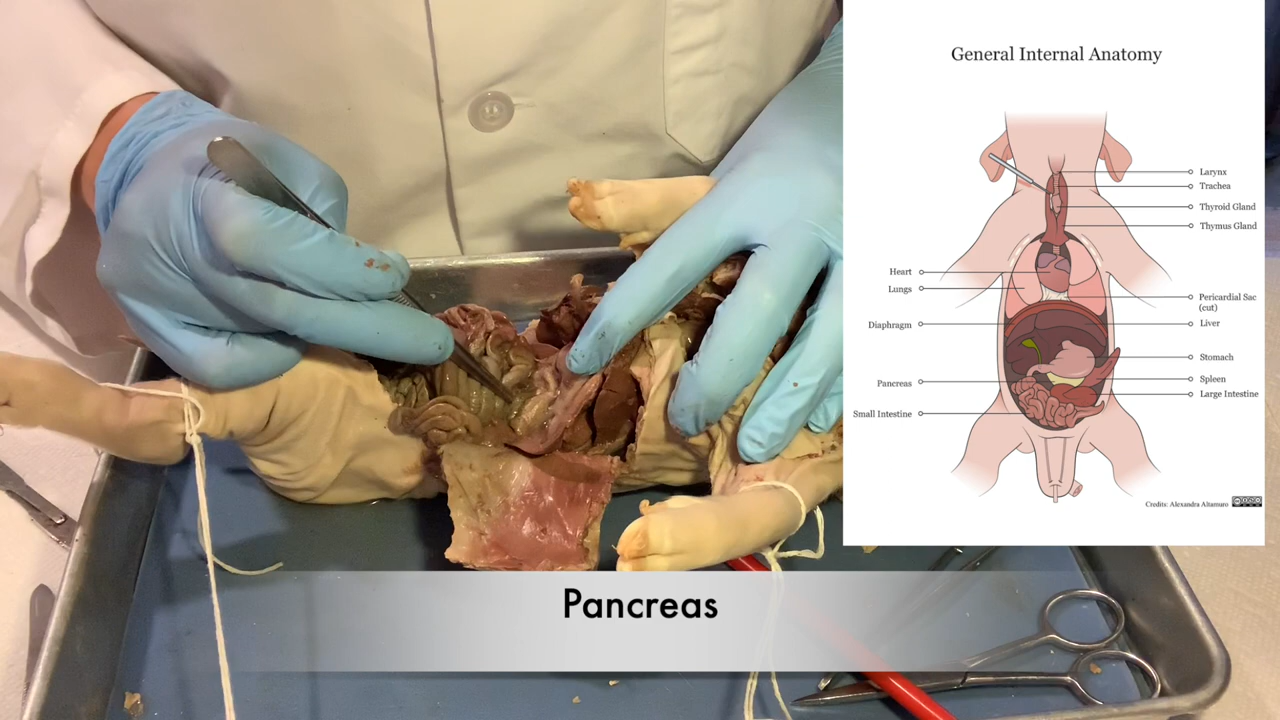 General Internal Anatomy
Larynx
Trachea
Thyroid Gland
Thymus Gland
Heart
Lungs
Pericardial Sac
(cut)
Diaphragm
Liver
Stomach
Pancreas
Spleen
Large Intestine
Small Intestine
Credits: Alexandra Altamuro
Pancreas